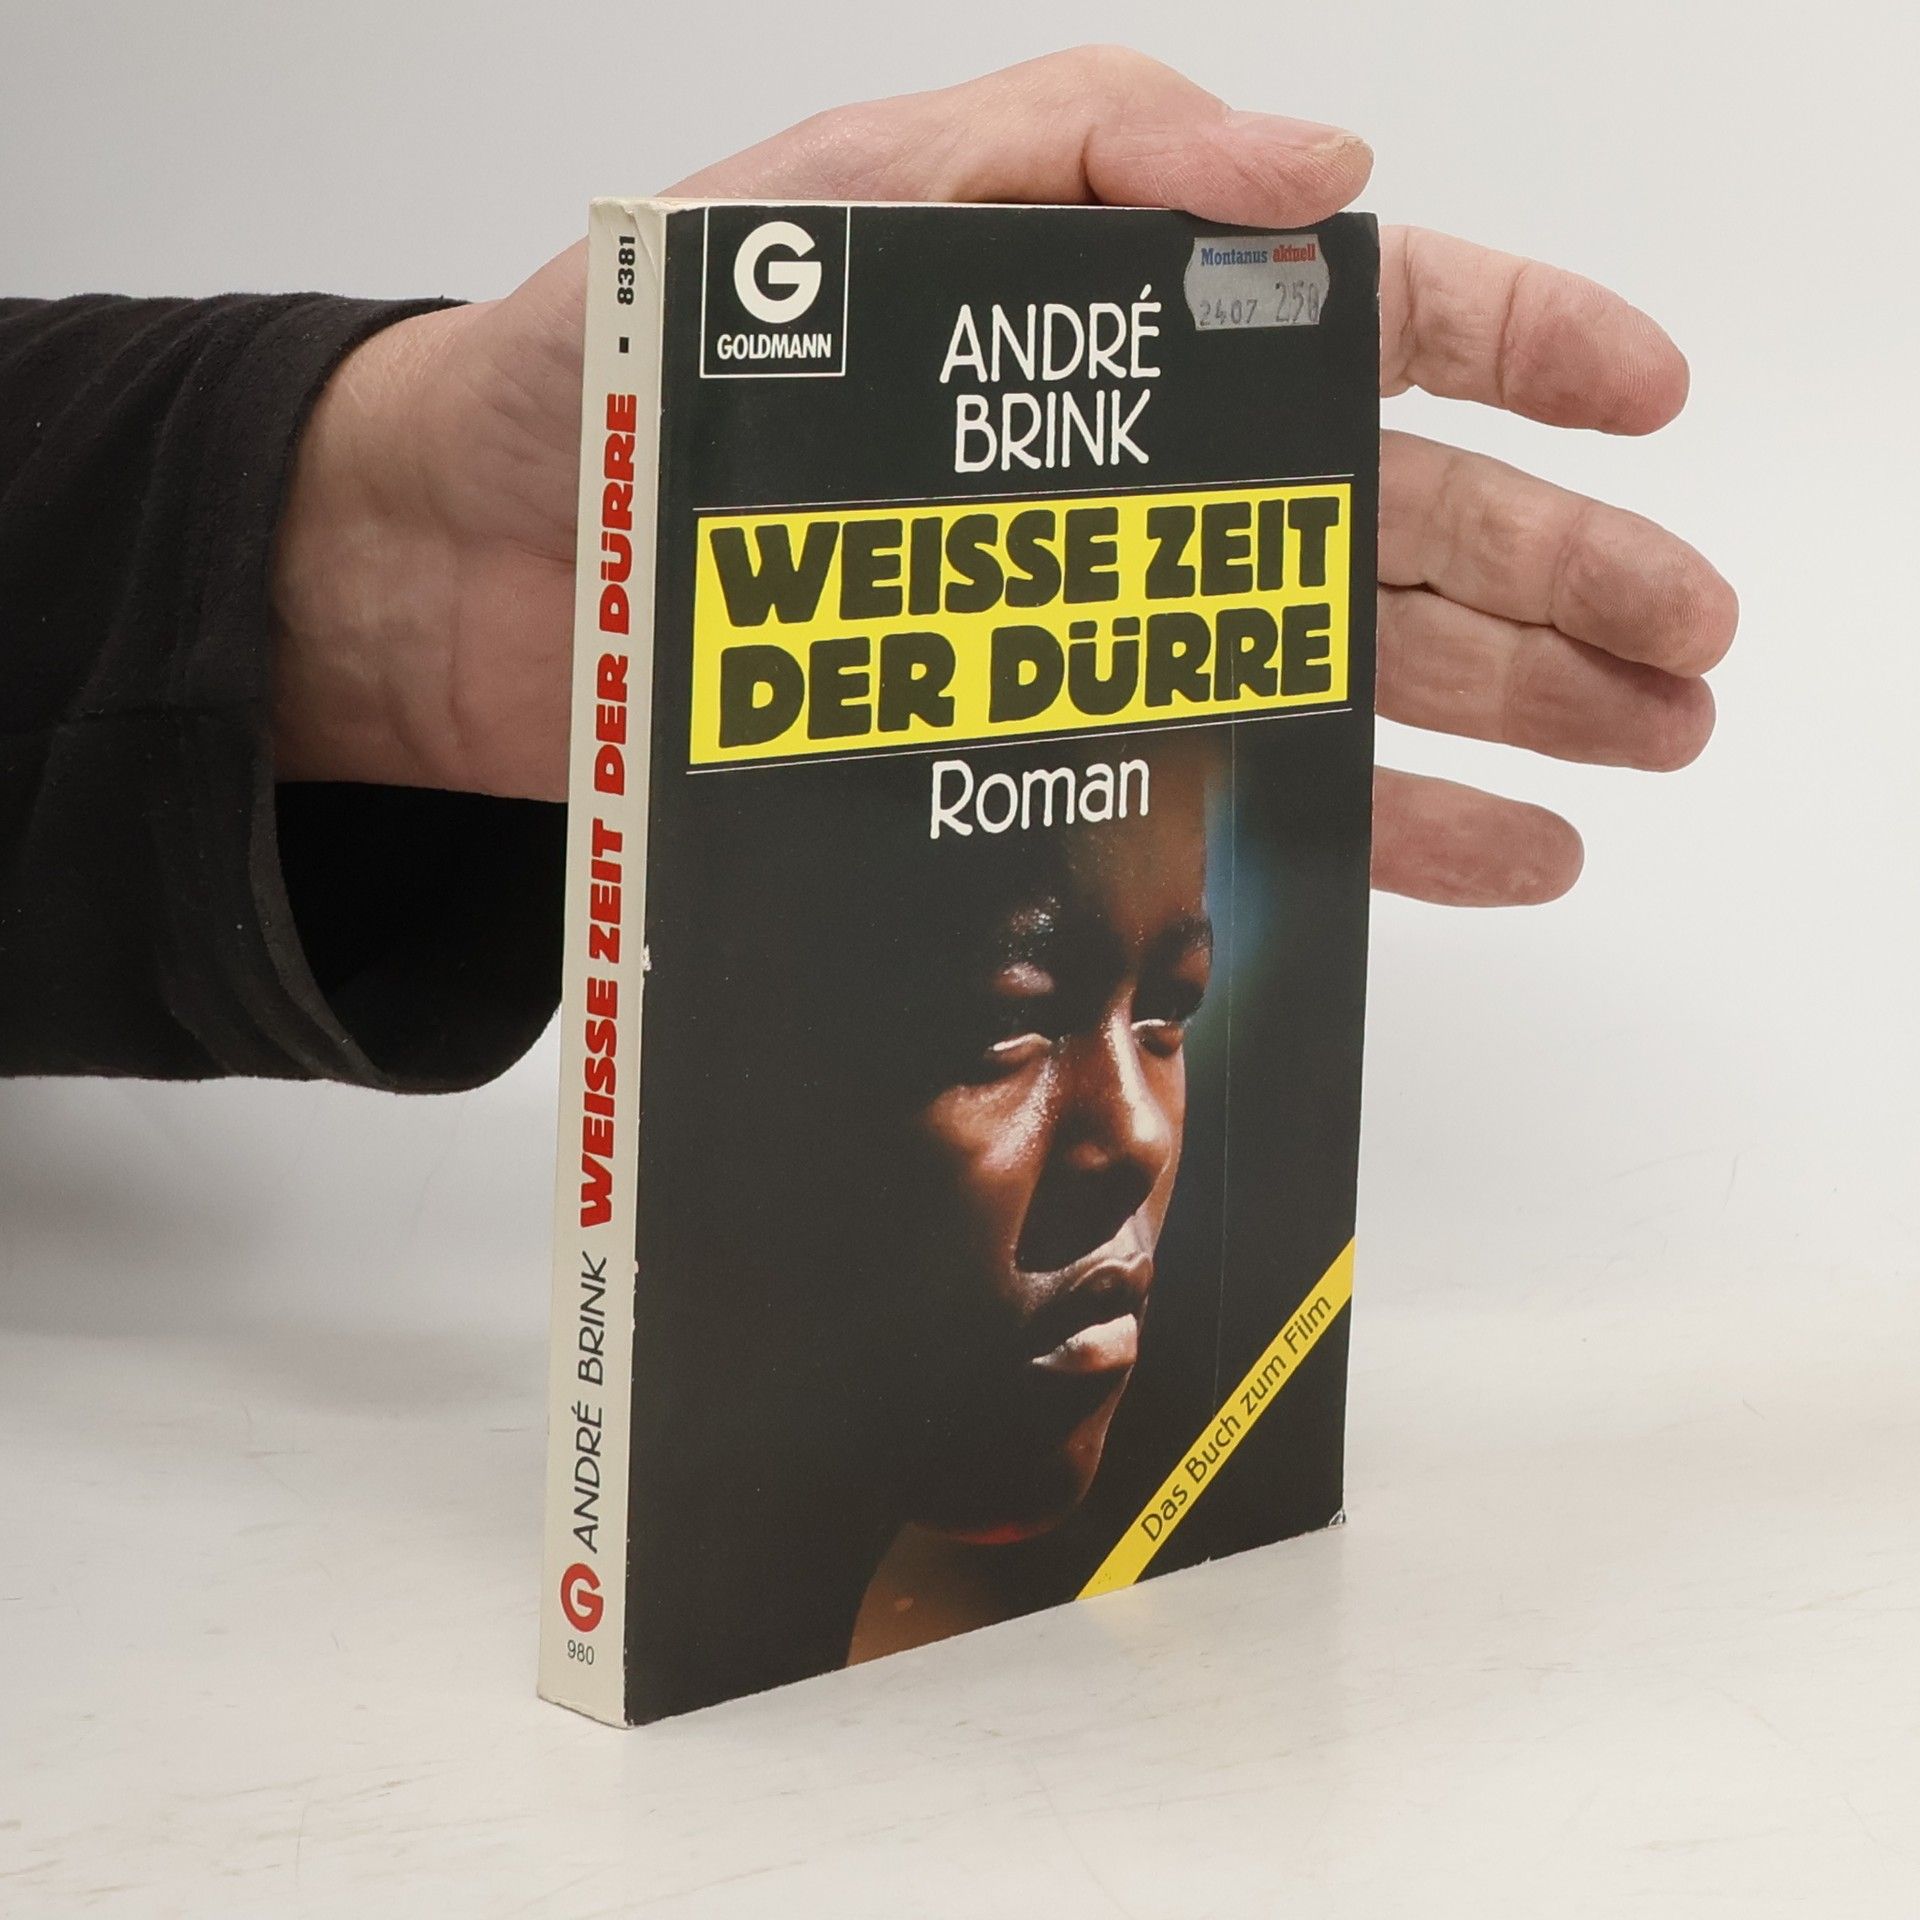 G
GOLDMANN
Montanus aktuell
2407 250
ANDRÉ
BRINK
WEISSE ZEIT
DER DÜRRE
Roman
Das Buch zum Film
G ANDRÉ BRINK WEISSE ZEIT DER DÜRRE ▪ 8381
980